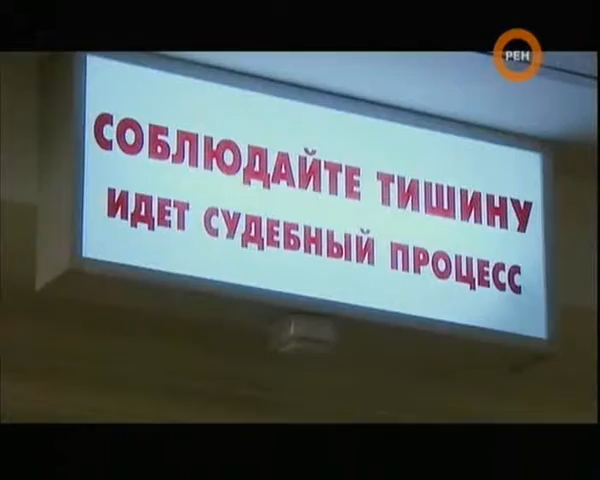 РЕН
СОБЛЮДАЙТЕ ТИШИНУ
ИДЕТ СУДЕБНЫЙ ПРОЦЕСС